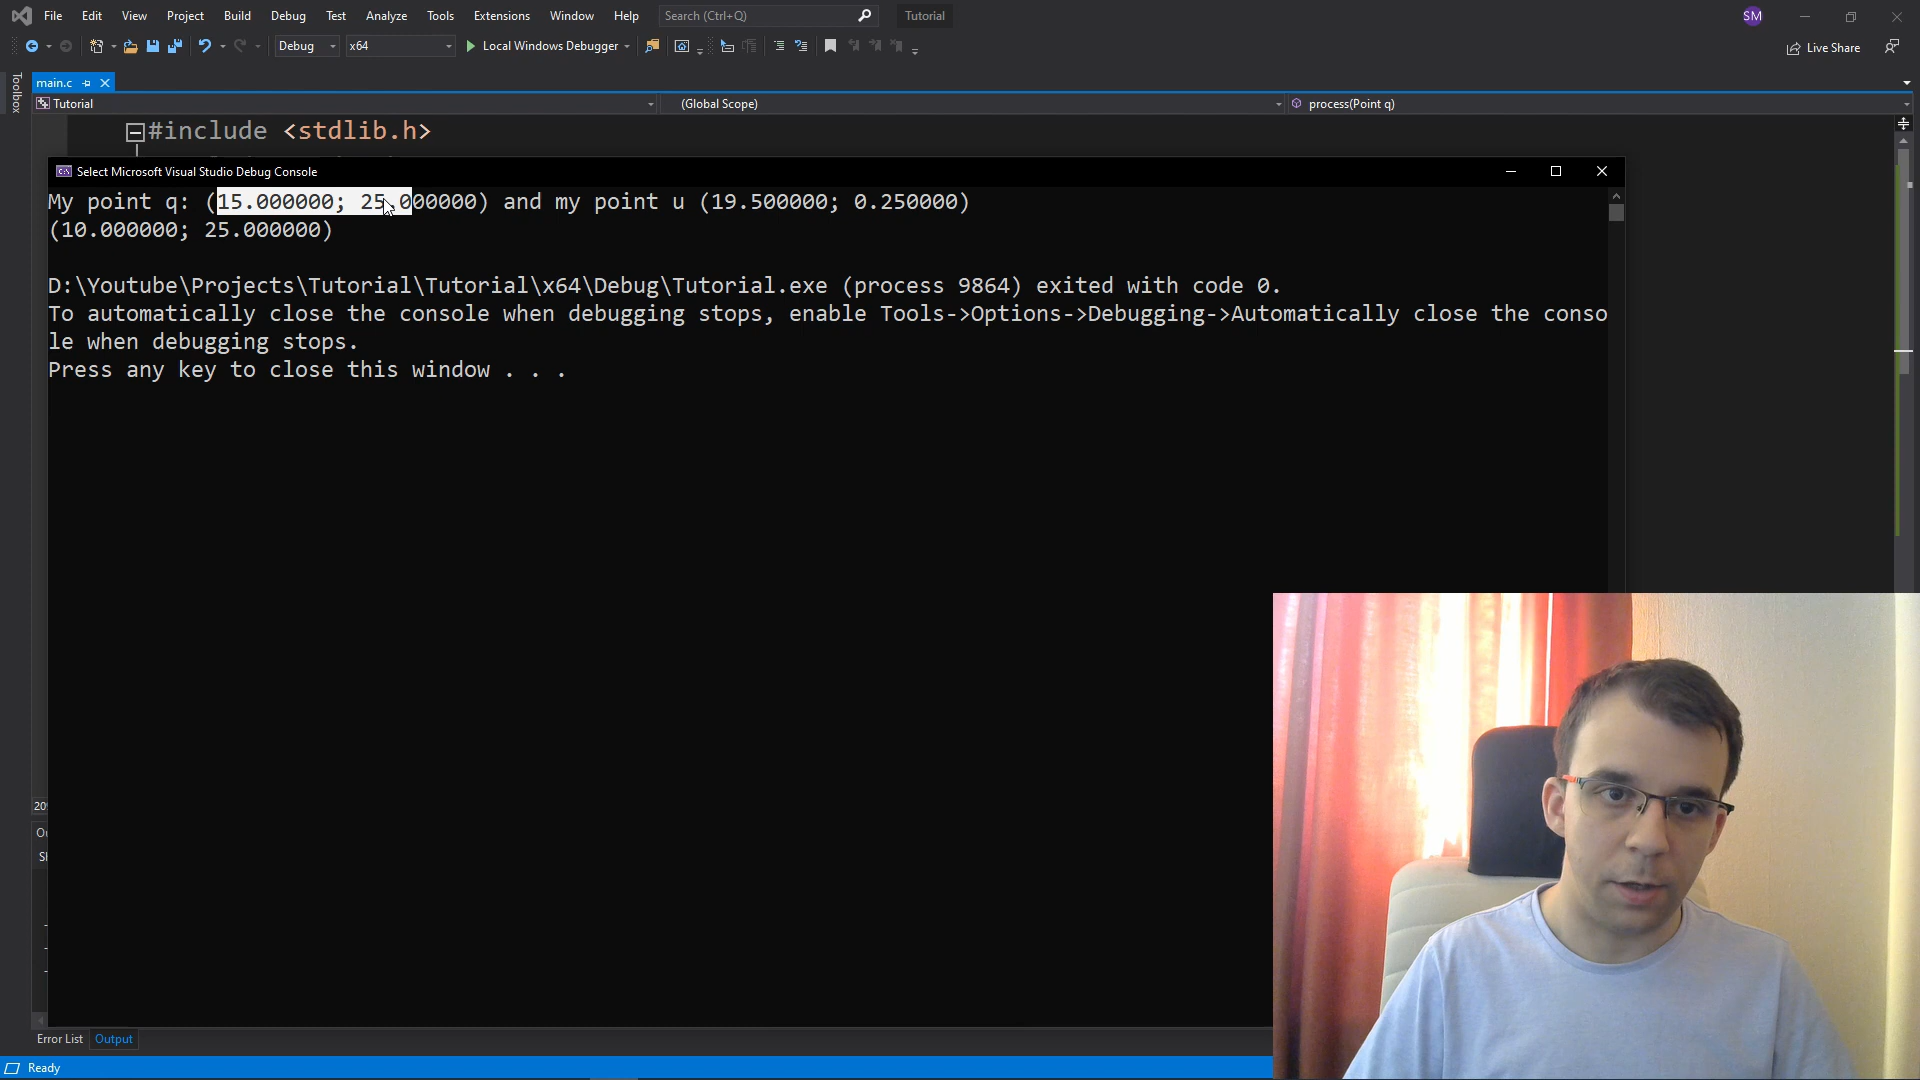 File Edit View Project Build Debug Test Analyze Tools Extensions Window Help Search (Ctrl+Q) Tutorial SM
Debug x64 Local Windows Debugger Live Share
Toolbox
main.c
Tutorial (Global Scope) process(Point q)
#include <stdlib.h>
Select Microsoft Visual Studio Debug Console
My point q: (15.000000; 25.000000) and my point u (19.500000; 0.250000)
(10.000000; 25.000000)
D:\Youtube\Projects\Tutorial\Tutorial\x64\Debug\Tutorial.exe (process 9864) exited with code 0.
To automatically close the console when debugging stops, enable Tools->Options->Debugging->Automatically close the conso
le when debugging stops.
Press any key to close this window . . .
Error List Output
Ready